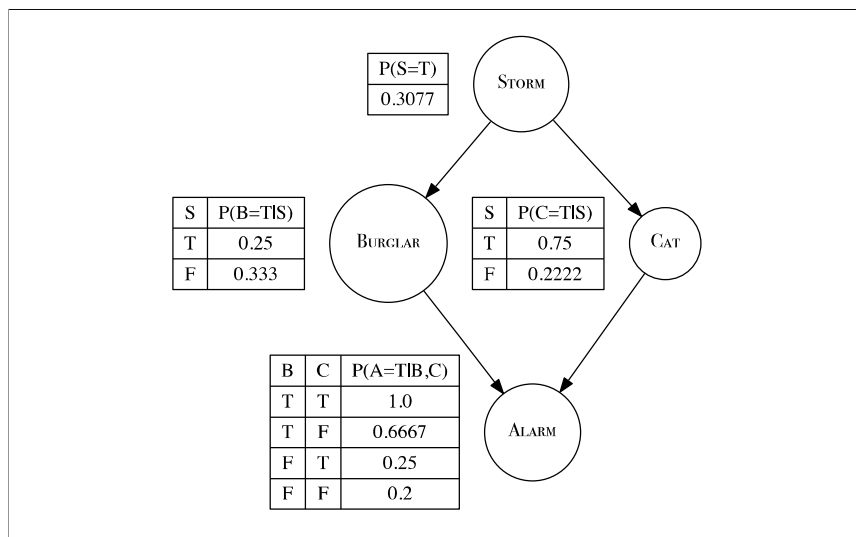 P(S=T)
0.3077
STORM
S P(B=T|S)
T 0.25
F 0.333
BURGLAR
S P(C=T|S)
T 0.75
F 0.2222
CAT
B C P(A=T|B,C)
T T 1.0
T F 0.6667
F T 0.25
F F 0.2
ALARM